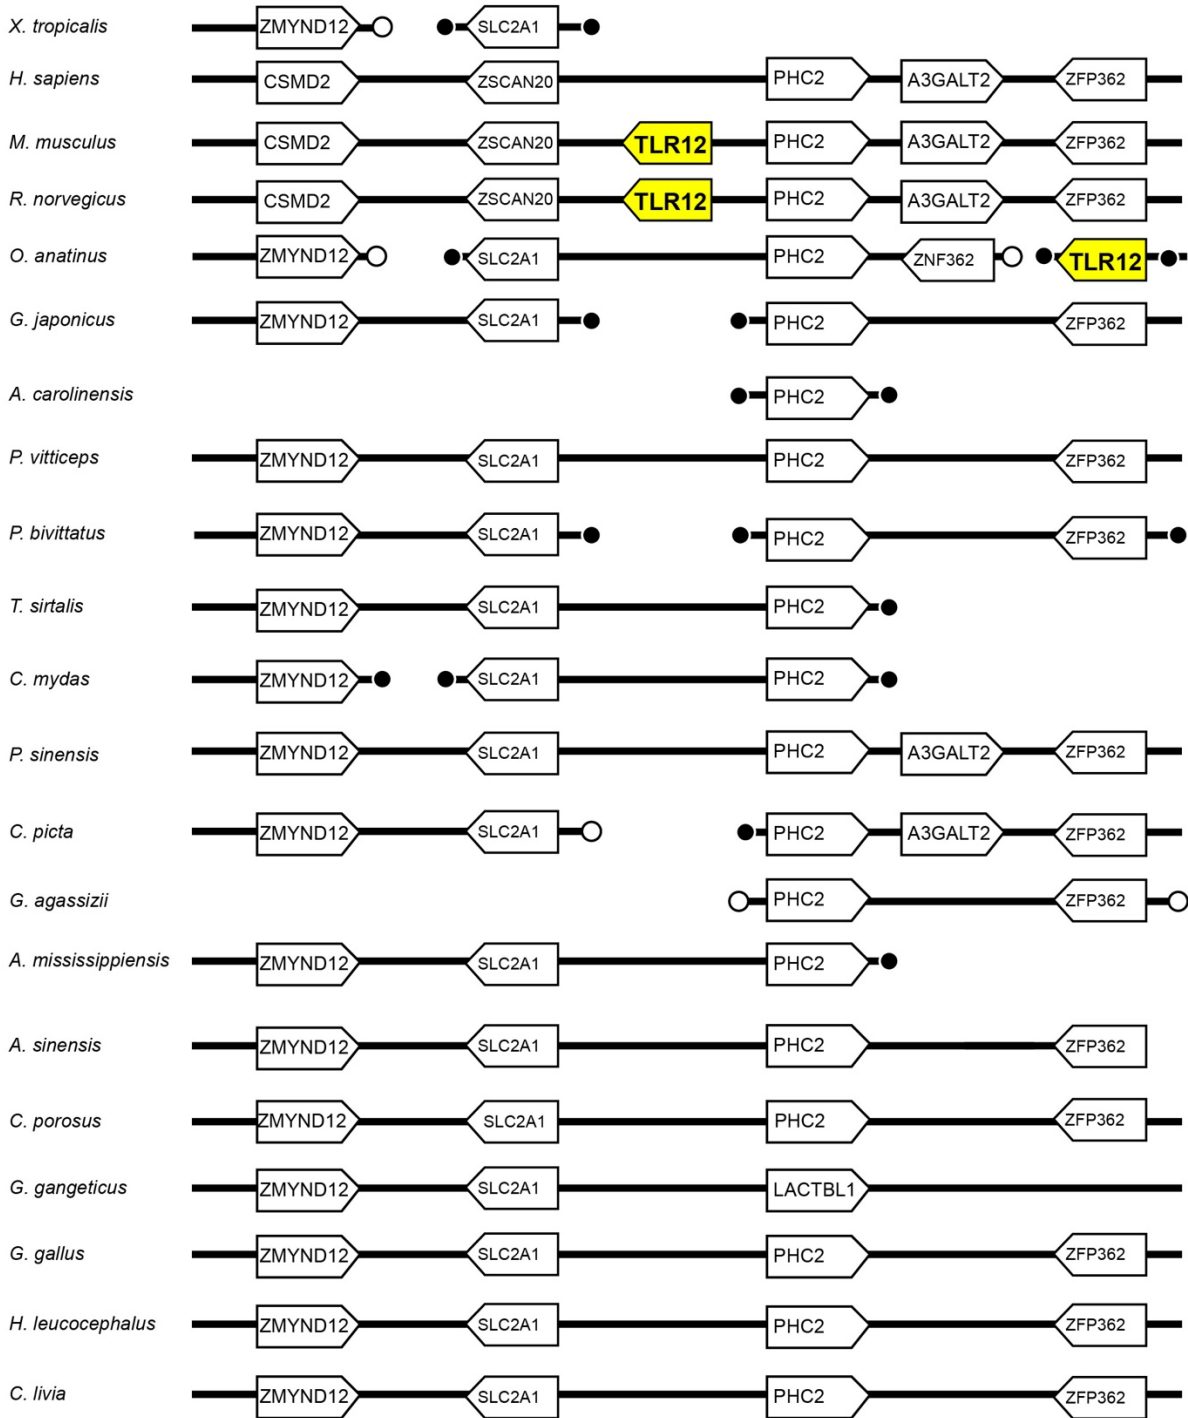 X. tropicalis ZMYND12 SLC2A1
H. sapiens CSMD2 ZSCAN20 PHC2 A3GALT2 ZFP362
M. musculus CSMD2 ZSCAN20 TLR12 PHC2 A3GALT2 ZFP362
R. norvegicus CSMD2 ZSCAN20 TLR12 PHC2 A3GALT2 ZFP362
O. anatinus ZMYND12 SLC2A1 PHC2 ZNF362 TLR12
G. japonicus ZMYND12 SLC2A1 PHC2 ZFP362
A. carolinensis PHC2
P. vitticeps ZMYND12 SLC2A1 PHC2 ZFP362
P. bivittatus ZMYND12 SLC2A1 PHC2 ZFP362
T. sirtalis ZMYND12 SLC2A1 PHC2
C. mydas ZMYND12 SLC2A1 PHC2
P. sinensis ZMYND12 SLC2A1 PHC2 A3GALT2 ZFP362
C. picta ZMYND12 SLC2A1 PHC2 A3GALT2 ZFP362
G. agassizii PHC2 ZFP362
A. mississippiensis ZMYND12 SLC2A1 PHC2
A. sinensis ZMYND12 SLC2A1 PHC2 ZFP362
C. porosus ZMYND12 SLC2A1 PHC2 ZFP362
G. gangeticus ZMYND12 SLC2A1 LACTBL1
G. gallus ZMYND12 SLC2A1 PHC2 ZFP362
H. leucocephalus ZMYND12 SLC2A1 PHC2 ZFP362
C. livia ZMYND12 SLC2A1 PHC2 ZFP362